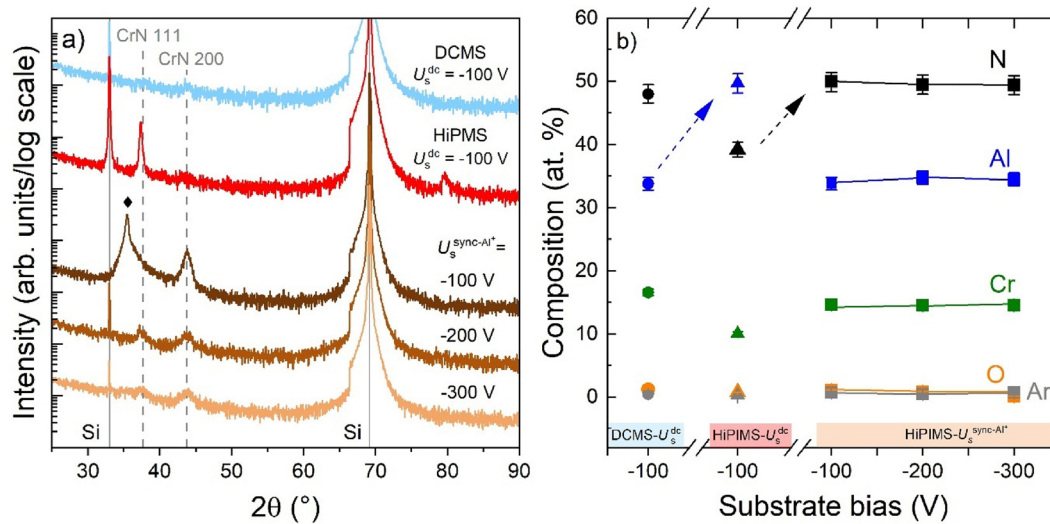 a)
CrN 111
CrN 200
DCMS
U_s^dc = -100 V
HiPMS
U_s^dc = -100 V
♦
U_s^sync-Al⁺ =
-100 V
-200 V
-300 V
Si
Si
Intensity (arb. units/log scale)
30 40 50 60 70 80 90
2θ (°)
b)
N
Al
Cr
O
Ar
Composition (at. %)
60
50
40
30
20
10
0
DCMS-U_s^dc
HiPIMS-U_s^dc
HiPIMS-U_s^sync-Al⁺
-100 -100 -100 -200 -300
Substrate bias (V)